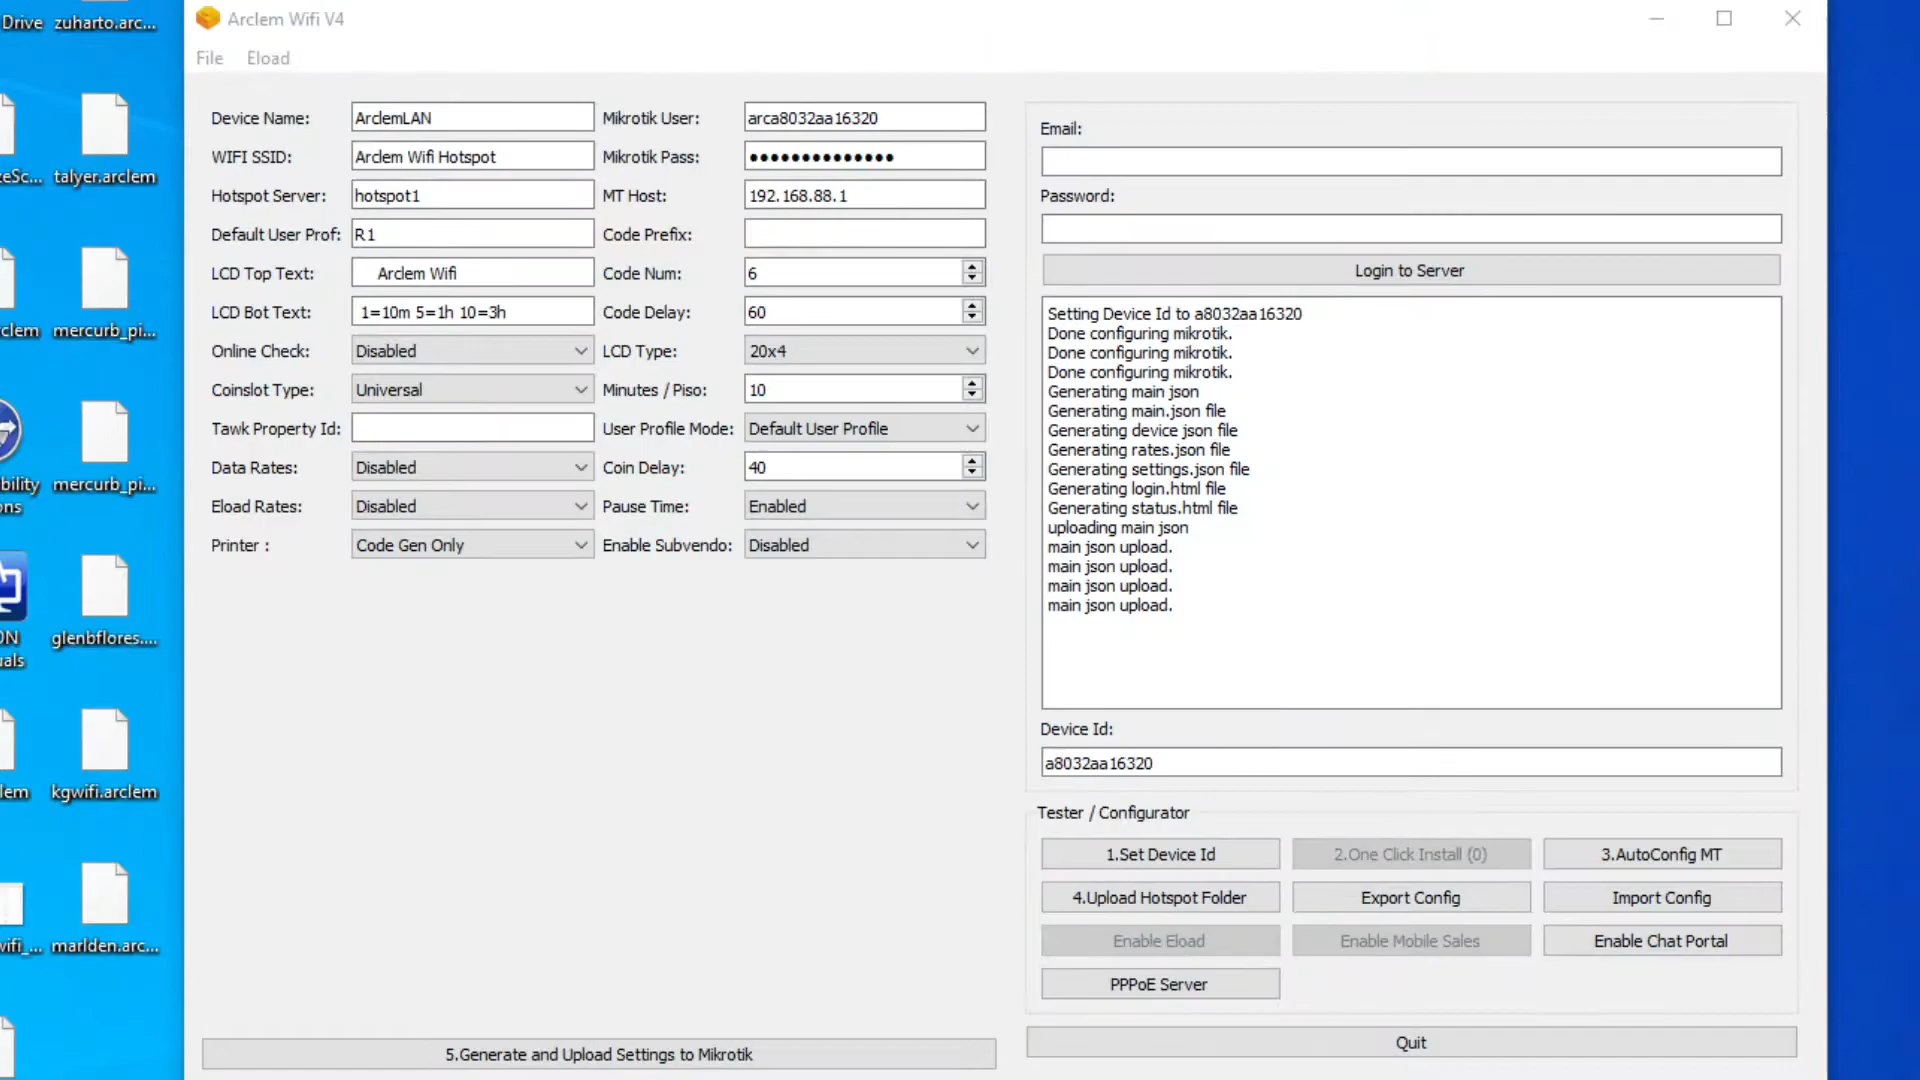 Drive
zuharto.arc...
zeSc...
talyer.arclem
clem
mercurb_pi...
bility
ons
mercurb_pi...
ON
uals
glenbflores....
lem
kgwifi.arclem
wifi_...
marlden.arc...
Arclem Wifi V4
File Eload
Device Name: ArclemLAN Mikrotik User: arca8032aa16320
WIFI SSID: Arclem Wifi Hotspot Mikrotik Pass: ●●●●●●●●●●●●●●
Hotspot Server: hotspot1 MT Host: 192.168.88.1
Default User Prof: R1 Code Prefix:
LCD Top Text: Arclem Wifi Code Num: 6
LCD Bot Text: 1=10m 5=1h 10=3h Code Delay: 60
Online Check: Disabled LCD Type: 20x4
Coinslot Type: Universal Minutes / Piso: 10
Tawk Property Id: User Profile Mode: Default User Profile
Data Rates: Disabled Coin Delay: 40
Eload Rates: Disabled Pause Time: Enabled
Printer : Code Gen Only Enable Subvendo: Disabled
5.Generate and Upload Settings to Mikrotik
Email:
Password:
Login to Server
Setting Device Id to a8032aa16320
Done configuring mikrotik.
Done configuring mikrotik.
Done configuring mikrotik.
Generating main json
Generating main.json file
Generating device json file
Generating rates.json file
Generating settings.json file
Generating login.html file
Generating status.html file
uploading main json
main json upload.
main json upload.
main json upload.
main json upload.
Device Id:
a8032aa16320
Tester / Configurator
1.Set Device Id 2.One Click Install (0) 3.AutoConfig MT
4.Upload Hotspot Folder Export Config Import Config
Enable Eload Enable Mobile Sales Enable Chat Portal
PPPoE Server
Quit